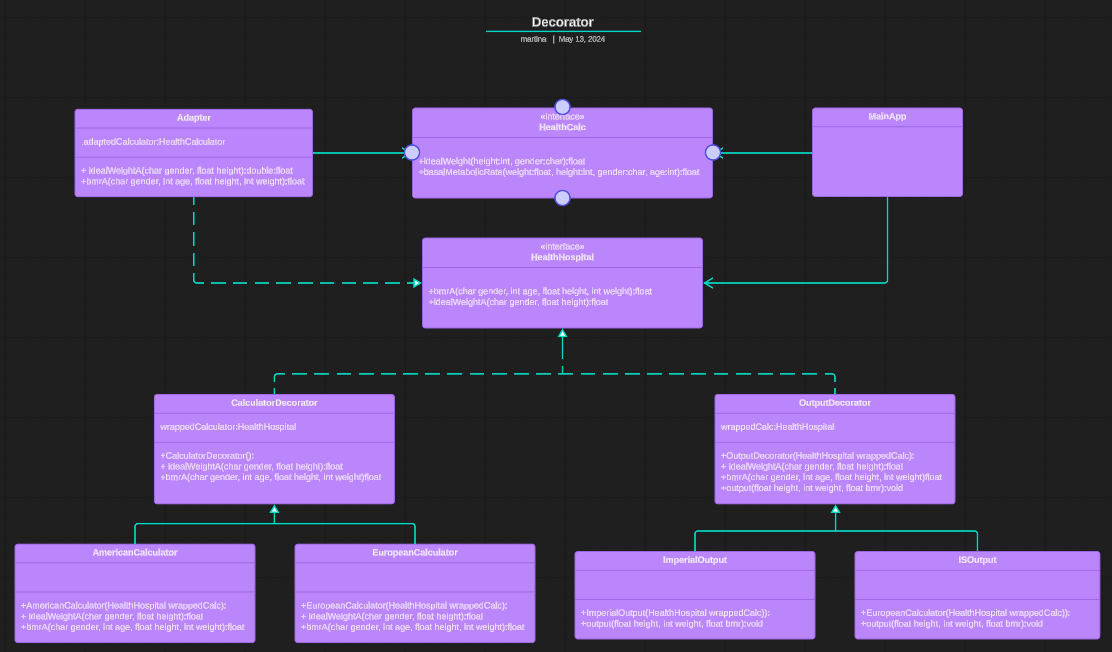 Decorator
martina | May 13, 2024
Adapter
.adaptedCalculator:HealthCalculator
+ idealWeightA(char gender, float height):double:float
+bmrA(char gender, int age, float height, int weight):float
«interface»
HealthCalc
+idealWeight(height:int, gender:char):float
+basalMetabolicRate(weight:float, height:int, gender:char, age:int):float
MainApp
«interface»
HealthHospital
+bmrA(char gender, int age, float height, int weight):float
+idealWeightA(char gender, float height):float
CalculatorDecorator
wrappedCalculator:HealthHospital
+CalculatorDecorator():
+ idealWeightA(char gender, float height):float
+bmrA(char gender, int age, float height, int weight)float
OutputDecorator
wrappedCalc:HealthHospital
+OutputDecorator(HealthHospital wrappedCalc):
+ idealWeightA(char gender, float height):float
+bmrA(char gender, int age, float height, int weight)float
+output(float height, int weight, float bmr):void
AmericanCalculator
+AmericanCalculator(HealthHospital wrappedCalc):
+ idealWeightA(char gender, float height):float
+bmrA(char gender, int age, float height, int weight):float
EuropeanCalculator
+EuropeanCalculator(HealthHospital wrappedCalc):
+ idealWeightA(char gender, float height):float
+bmrA(char gender, int age, float height, int weight):float
ImperialOutput
+ImperialOutput(HealthHospital wrappedCalc)):
+output(float height, int weight, float bmr):void
ISOutput
+EuropeanCalculator(HealthHospital wrappedCalc)):
+output(float height, int weight, float bmr):void